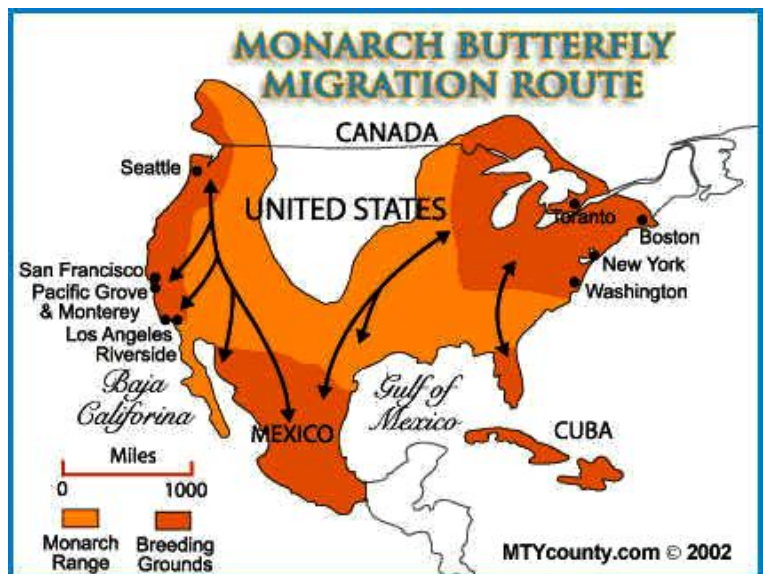 MONARCH BUTTERFLY
MIGRATION ROUTE
CANADA
Seattle
UNITED STATES
Toranto
Boston
New York
Washington
San Francisco
Pacific Grove
& Monterey
Los Angeles
Riverside
Baja
Califorina
Gulf of
Mexico
MEXICO
CUBA
Miles
0 1000
Monarch
Range
Breeding
Grounds
MTYcounty.com © 2002